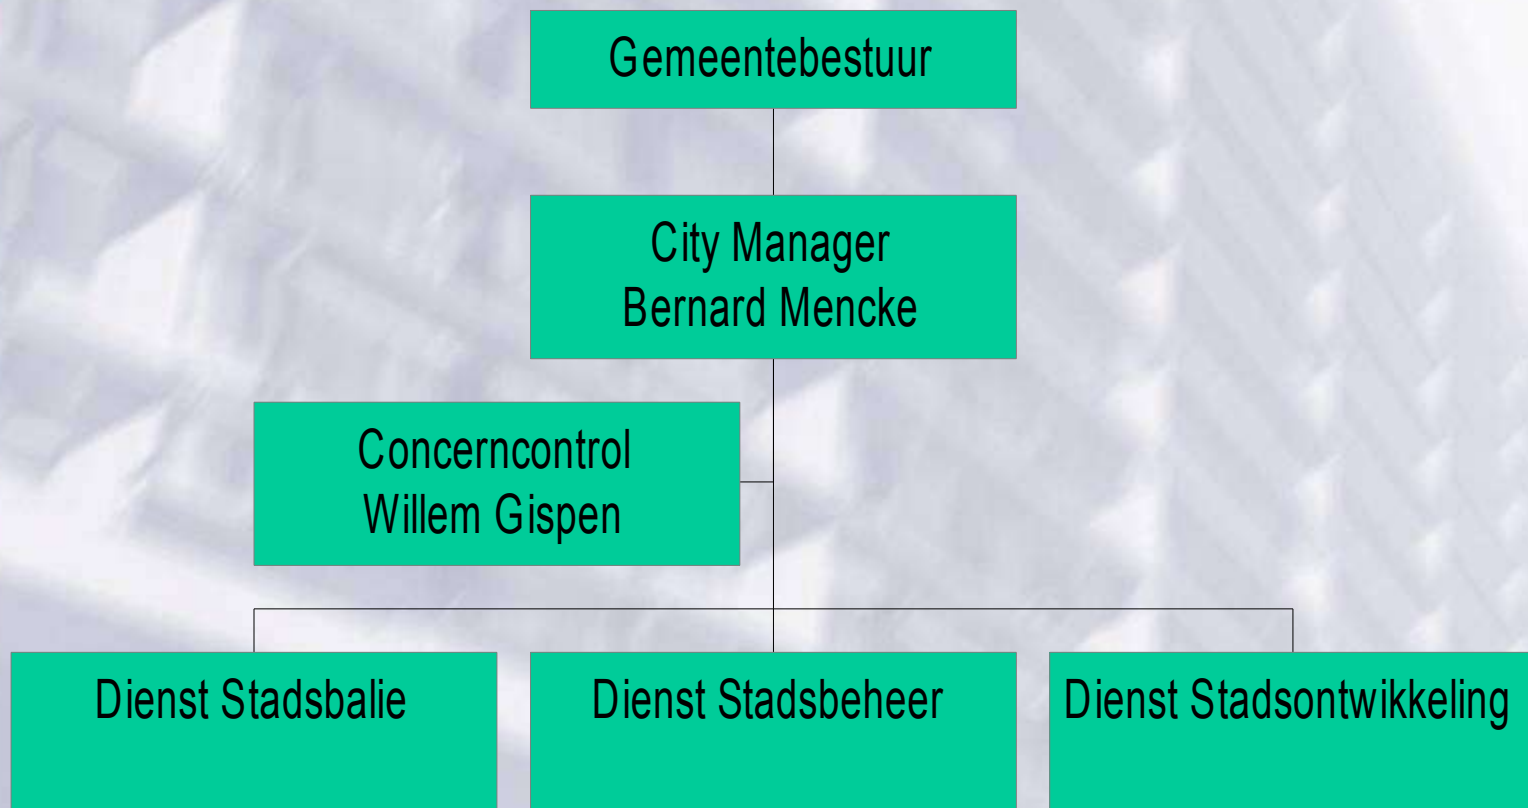 Gemeentebestuur
City Manager
Bernard Mencke
Concerncontrol
Willem Gispen
Dienst Stadsbalie
Dienst Stadsbeheer
Dienst Stadsontwikkeling